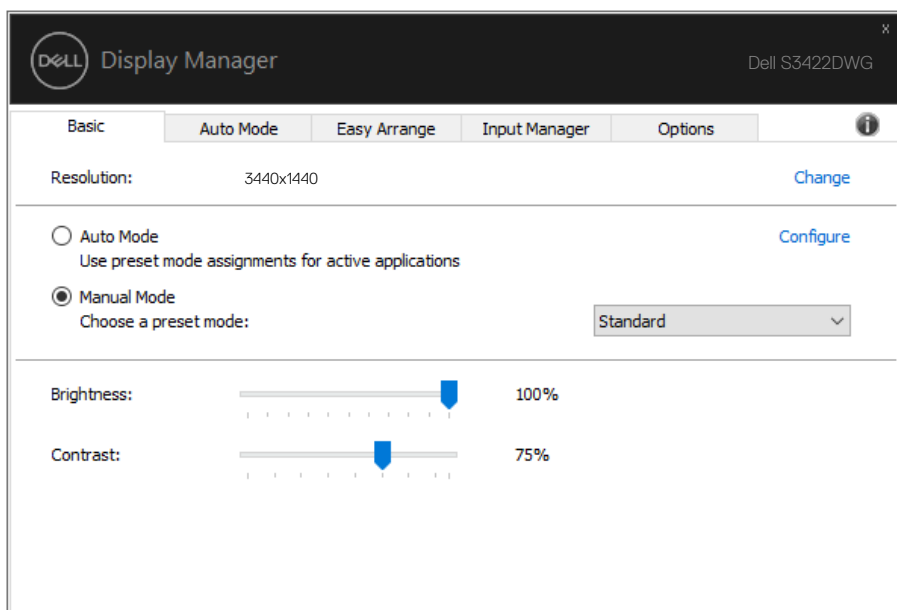 x
DELL Display Manager
Dell S3422DWG
Basic Auto Mode Easy Arrange Input Manager Options i
Resolution: 3440x1440 Change
Auto Mode Configure
Use preset mode assignments for active applications
Manual Mode
Choose a preset mode: Standard
Brightness: 100%
Contrast: 75%